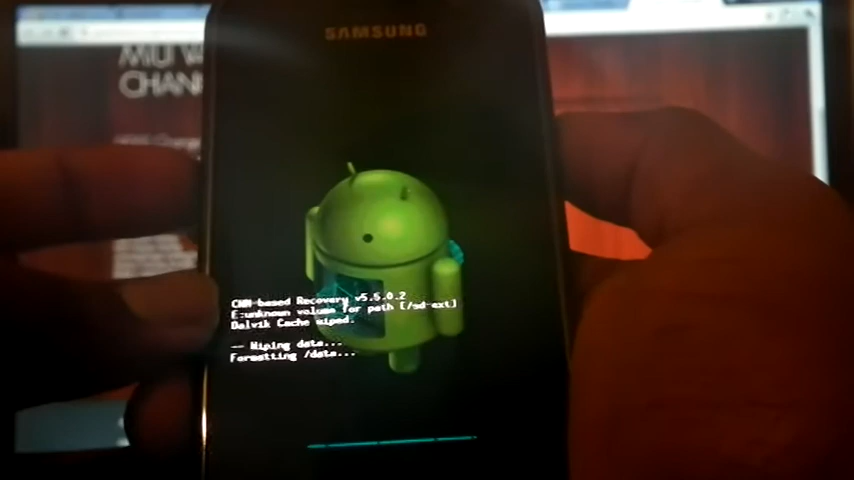 SAMSUNG
MIUI
CHAN
CWM-based Recovery v5.5.0.2
E:unknown volume for path [/sd-ext]
Dalvik Cache wiped.
-- Wiping data...
Formatting /data...